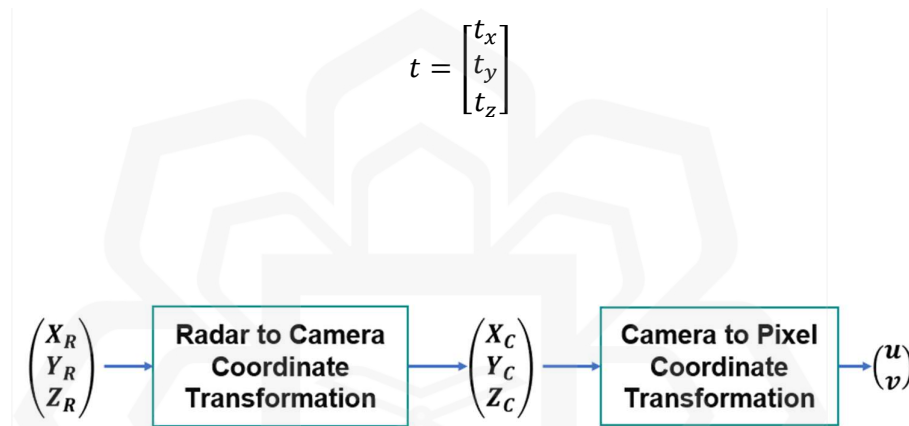 t = [t_x t_y t_z]
(X_R Y_R Z_R)
Radar to Camera
Coordinate
Transformation
(X_C Y_C Z_C)
Camera to Pixel
Coordinate
Transformation
(u v)